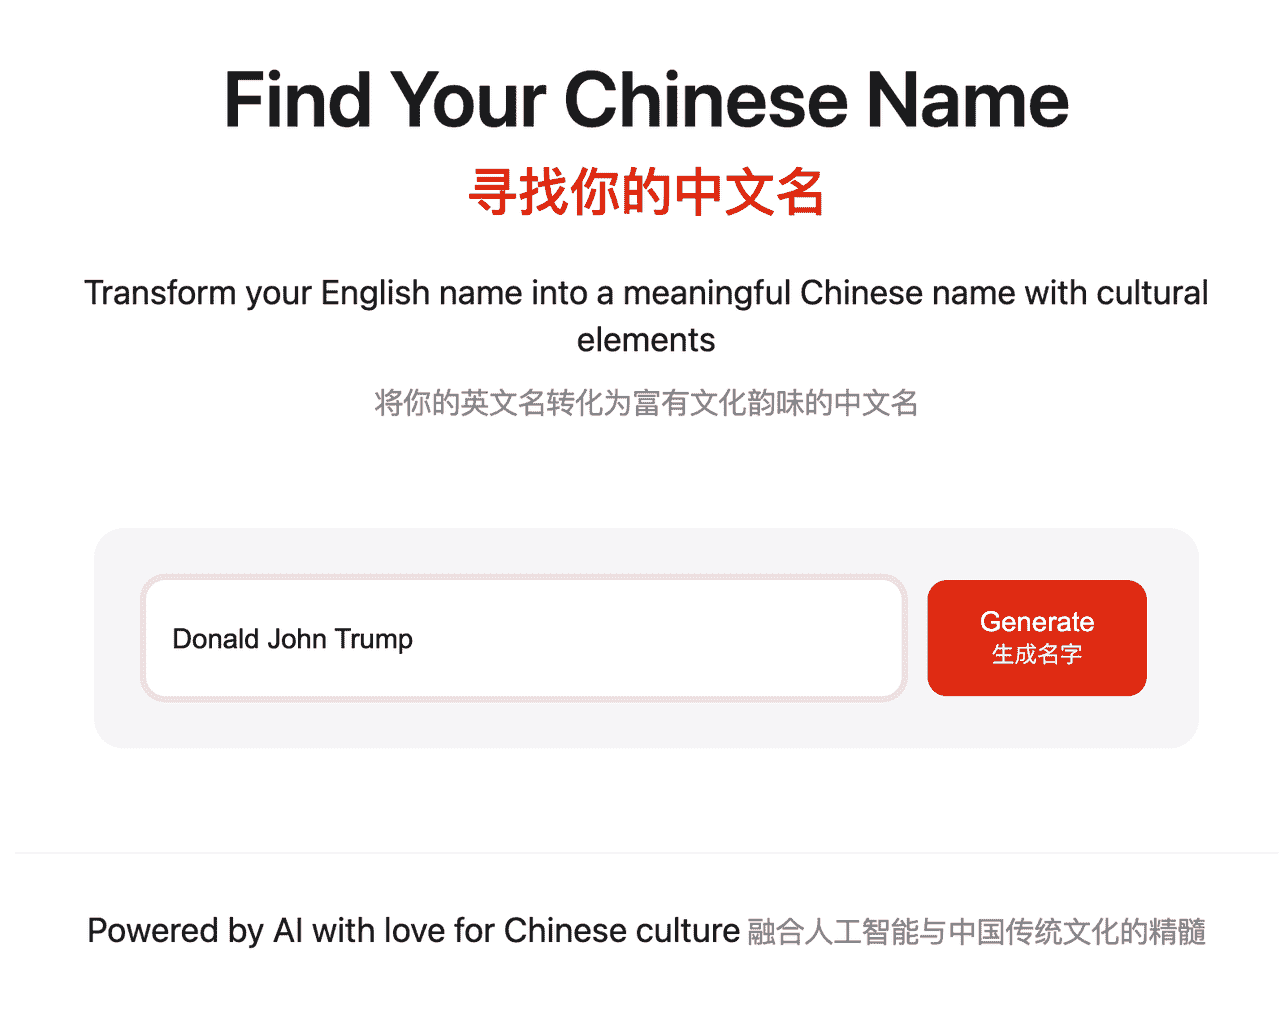 Find Your Chinese Name
寻找你的中文名
Transform your English name into a meaningful Chinese name with cultural
elements
将你的英文名转化为富有文化韵味的中文名
Donald John Trump
Generate
生成名字
Powered by AI with love for Chinese culture 融合人工智能与中国传统文化的精髓